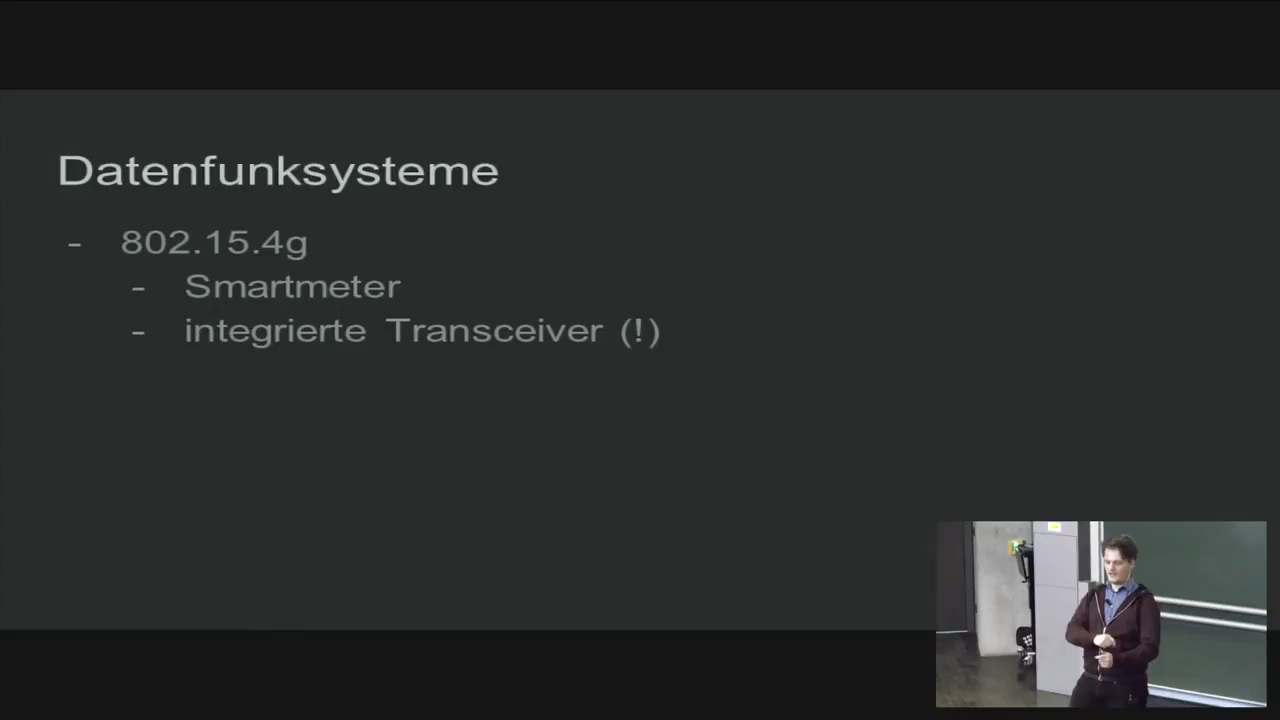 Datenfunksysteme
- 802.15.4g
- Smartmeter
- integrierte Transceiver (!)